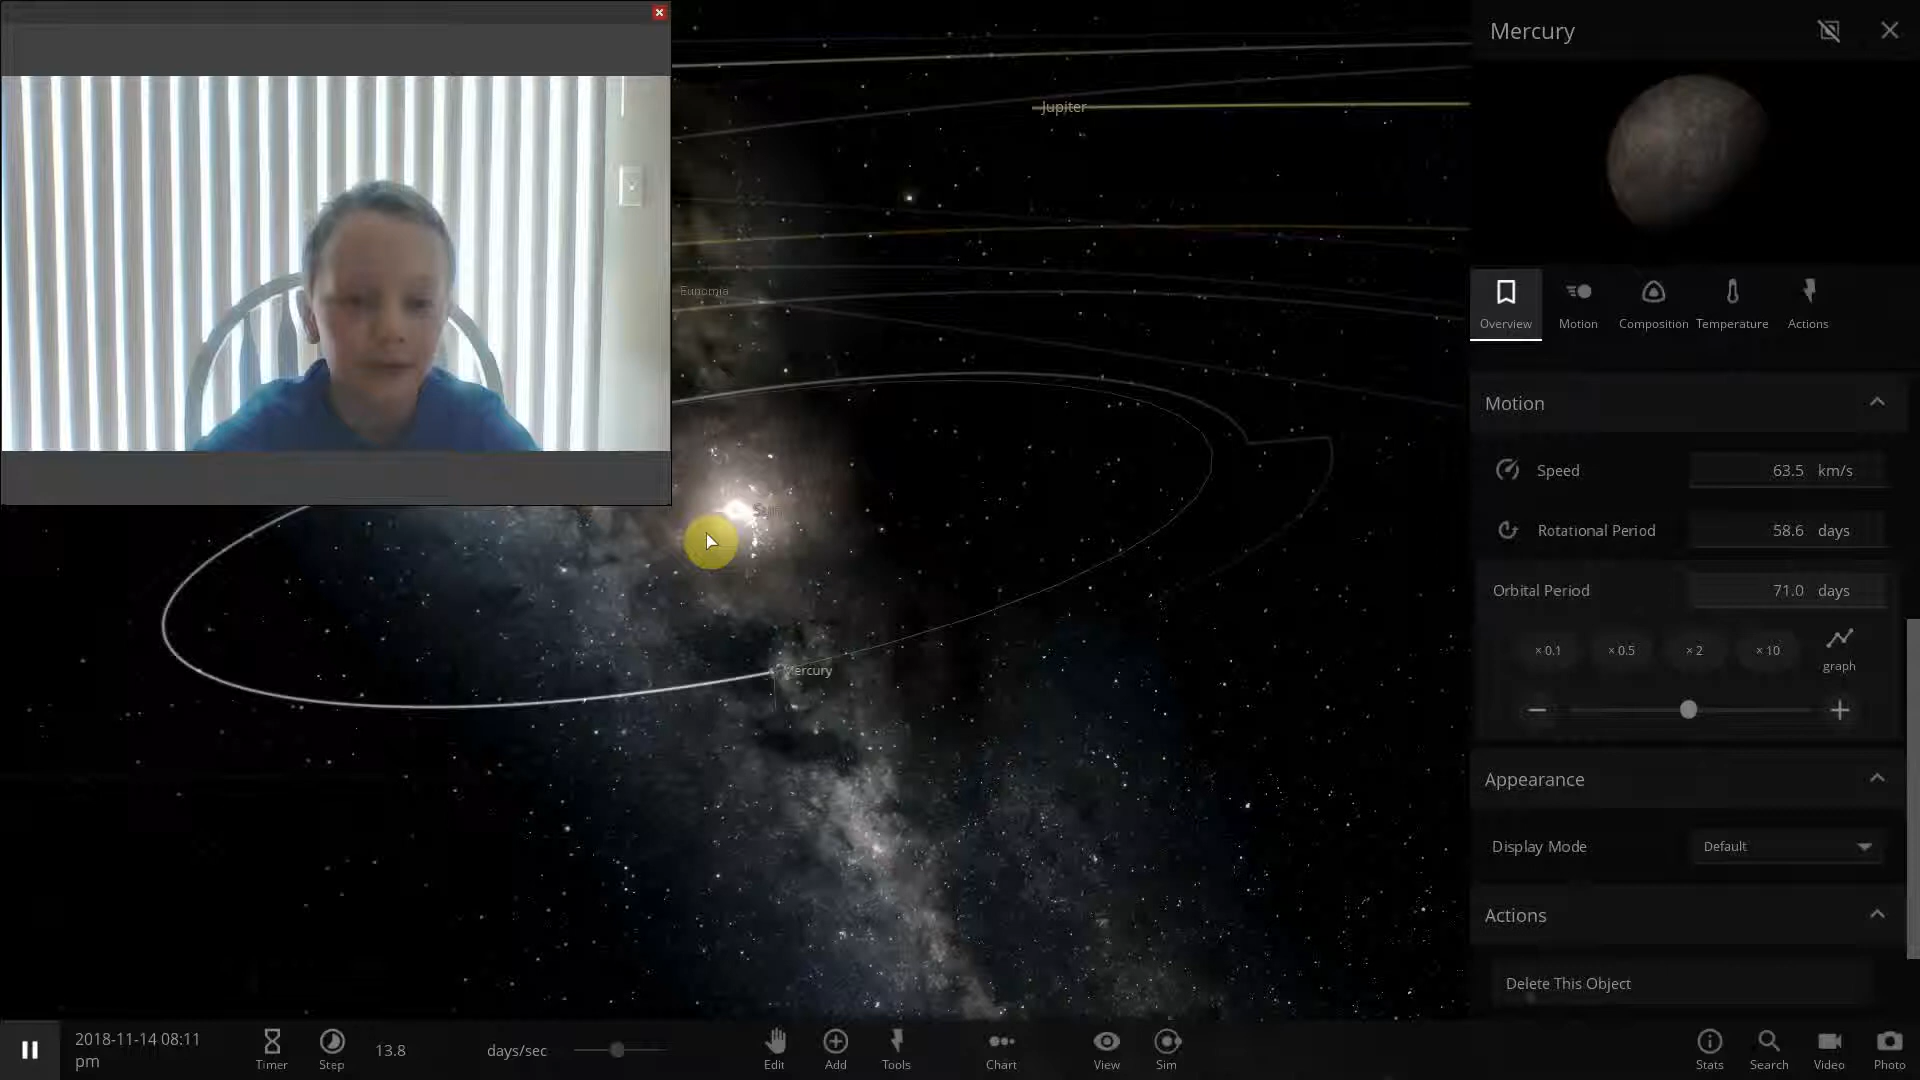 Mercury
Jupiter
Eunomia
Overview
Motion
Composition
Temperature
Actions
Motion
Speed 63.5 km/s
Sun
Rotational Period 58.6 days
Orbital Period 71.0 days
× 0.1 × 0.5 × 2 × 10
graph
Mercury
Appearance
Display Mode Default
Actions
Delete This Object
2018-11-14 08:11
pm
Timer
Step
13.8 days/sec
Edit
Add
Tools
Chart
View
Sim
Stats
Search
Video
Photo